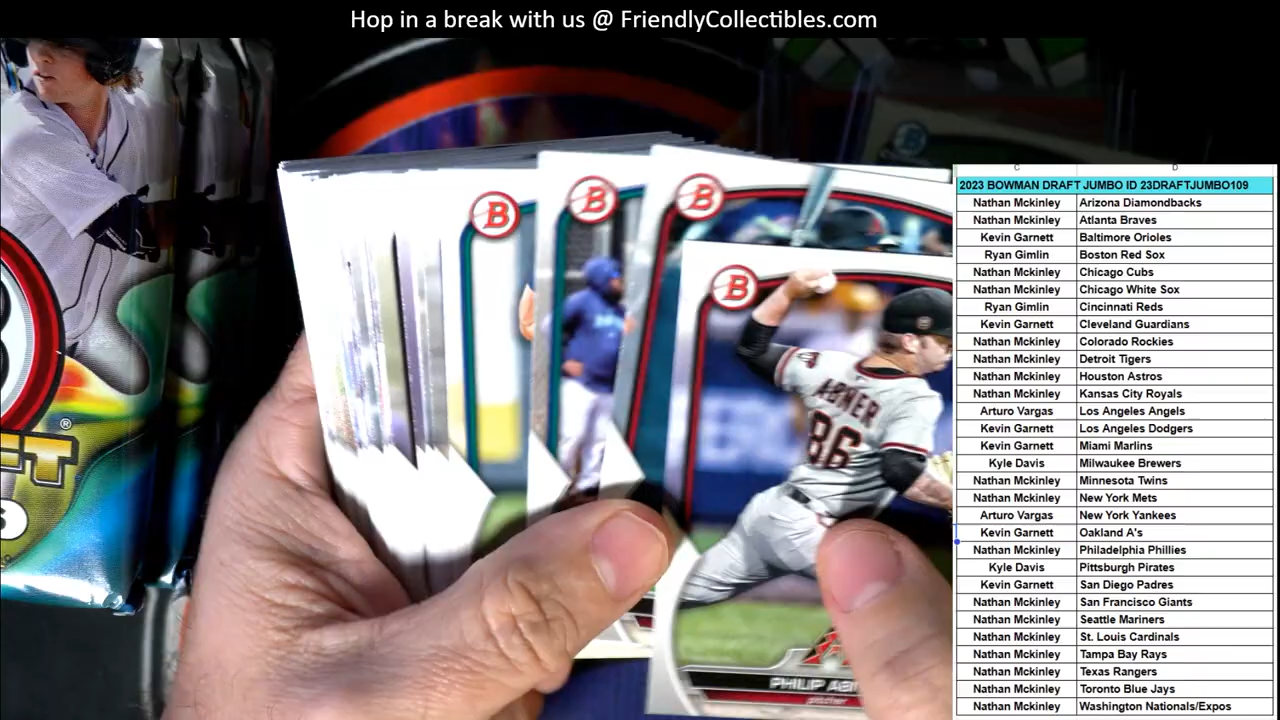 Hop in a break with us @ FriendlyCollectibles.com
C D
2023 BOWMAN DRAFT JUMBO ID 23DRAFTJUMBO109
Nathan Mckinley Arizona Diamondbacks
Nathan Mckinley Atlanta Braves
Kevin Garnett Baltimore Orioles
Ryan Gimlin Boston Red Sox
Nathan Mckinley Chicago Cubs
Nathan Mckinley Chicago White Sox
Ryan Gimlin Cincinnati Reds
Kevin Garnett Cleveland Guardians
Nathan Mckinley Colorado Rockies
Nathan Mckinley Detroit Tigers
Nathan Mckinley Houston Astros
Nathan Mckinley Kansas City Royals
Arturo Vargas Los Angeles Angels
Kevin Garnett Los Angeles Dodgers
Kevin Garnett Miami Marlins
Kyle Davis Milwaukee Brewers
Nathan Mckinley Minnesota Twins
Nathan Mckinley New York Mets
Arturo Vargas New York Yankees
Kevin Garnett Oakland A's
Nathan Mckinley Philadelphia Phillies
Kyle Davis Pittsburgh Pirates
Kevin Garnett San Diego Padres
Nathan Mckinley San Francisco Giants
Nathan Mckinley Seattle Mariners
Nathan Mckinley St. Louis Cardinals
Nathan Mckinley Tampa Bay Rays
Nathan Mckinley Texas Rangers
Nathan Mckinley Toronto Blue Jays
Nathan Mckinley Washington Nationals/Expos
B
B
B
B
ABNER
86
PHILIP
pitcher
®